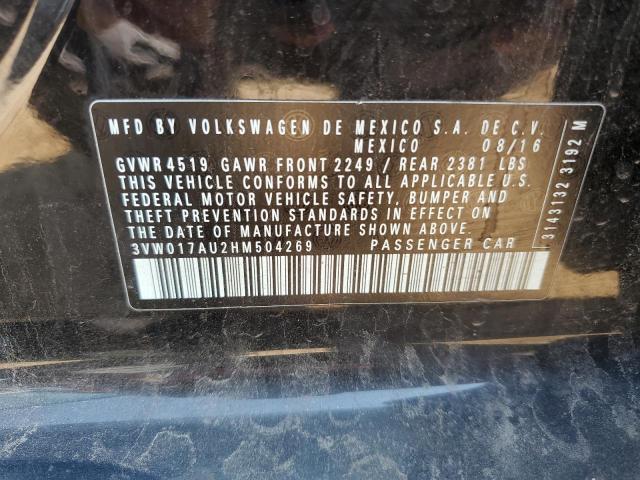 MFD BY VOLKSWAGEN DE MEXICO S.A. DE C.V.
MEXICO 08/16
GVWR 4519 GAWR FRONT 2249 / REAR 2381 LBS
THIS VEHICLE CONFORMS TO ALL APPLICABLE U.S.
FEDERAL MOTOR VEHICLE SAFETY, BUMPER AND
THEFT PREVENTION STANDARDS IN EFFECT ON
THE DATE OF MANUFACTURE SHOWN ABOVE.
3VW017AU2HM504269 PASSENGER CAR
3143132 3192 M